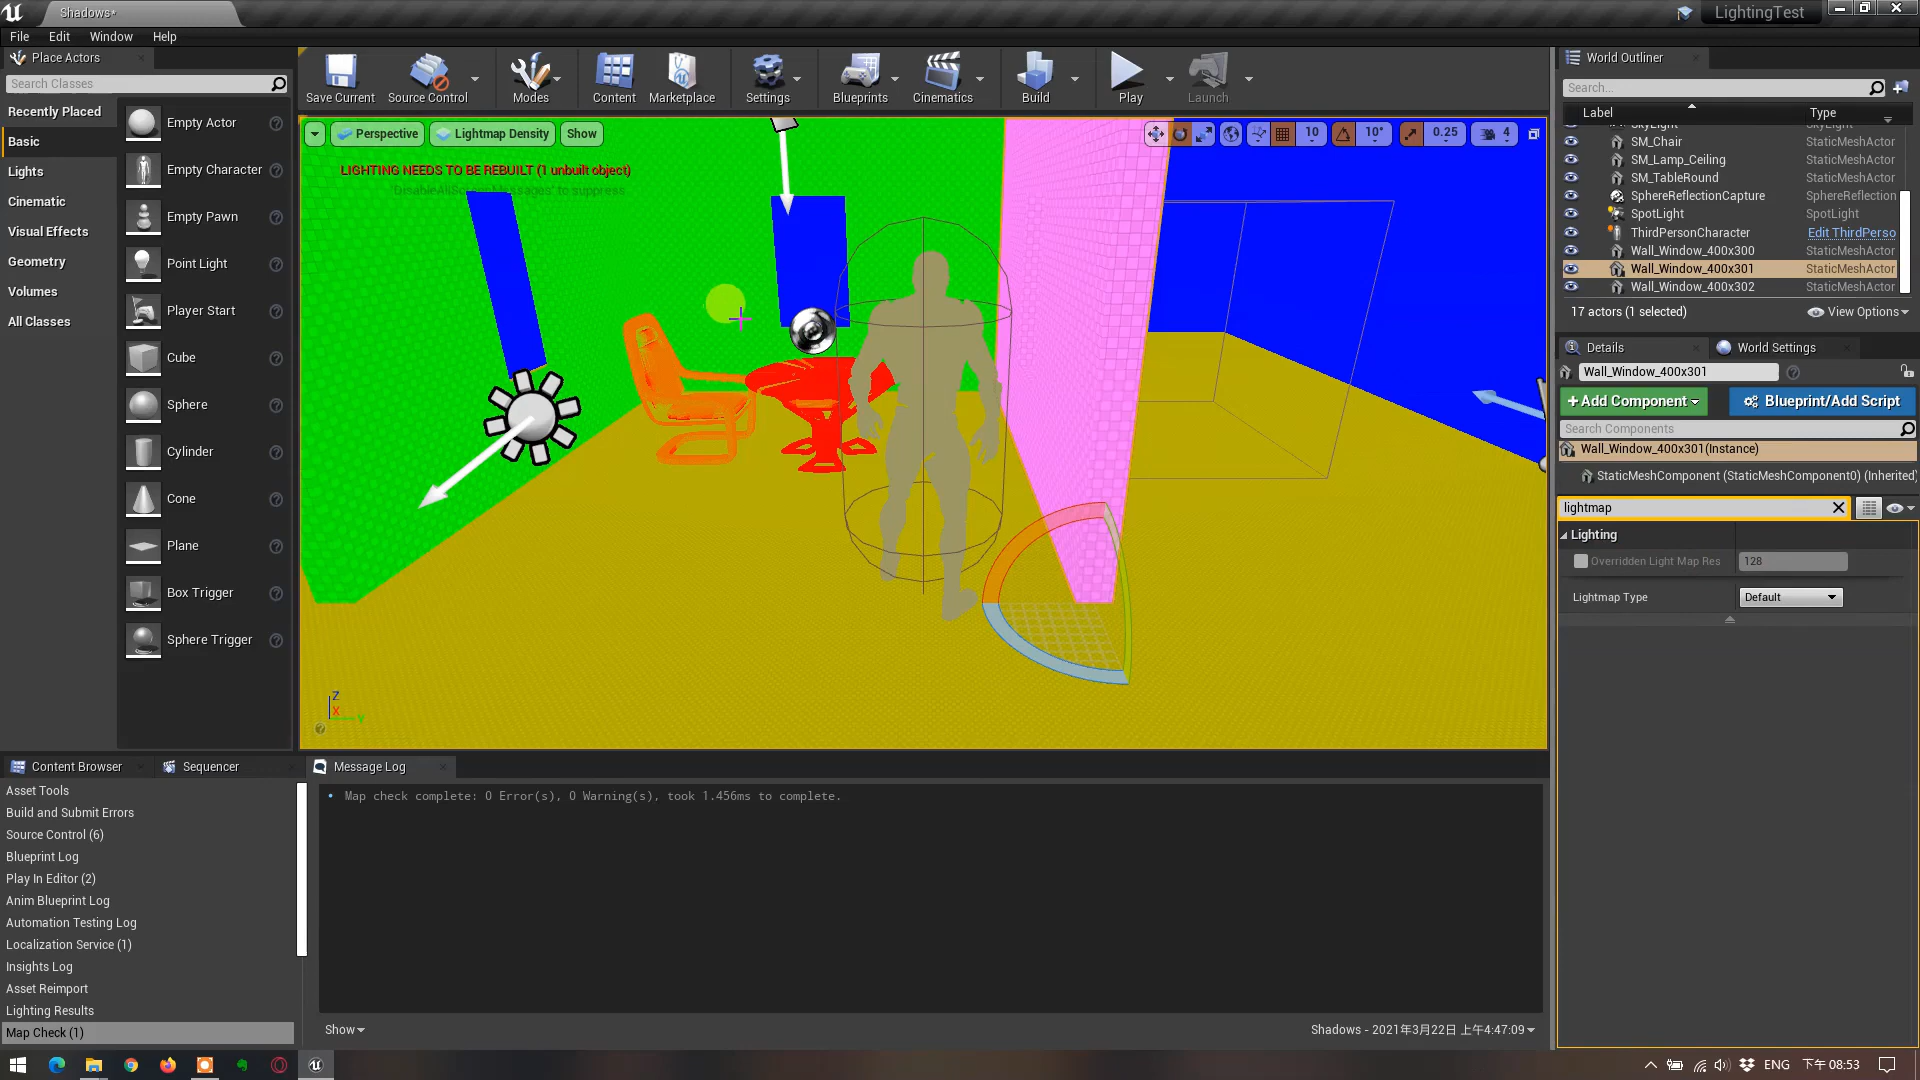 Shadows*
LightingTest
File Edit Window Help
Place Actors
Search Classes
Recently Placed
Basic
Lights
Cinematic
Visual Effects
Geometry
Volumes
All Classes
Empty Actor
Empty Character
Empty Pawn
Point Light
Player Start
Cube
Sphere
Cylinder
Cone
Plane
Box Trigger
Sphere Trigger
Save Current Source Control Modes Content Marketplace Settings Blueprints Cinematics Build Play Launch
Perspective Lightmap Density Show
10 10° 0.25 4
LIGHTING NEEDS TO BE REBUILT (1 unbuilt object)
'DisableAllScreenMessages' to suppress
Z
X
Y
World Outliner
Search...
Label Type
SkyLight SkyLight
SM_Chair StaticMeshActor
SM_Lamp_Ceiling StaticMeshActor
SM_TableRound StaticMeshActor
SphereReflectionCapture SphereReflection
SpotLight SpotLight
ThirdPersonCharacter Edit ThirdPerso
Wall_Window_400x300 StaticMeshActor
Wall_Window_400x301 StaticMeshActor
Wall_Window_400x302 StaticMeshActor
17 actors (1 selected) View Options
Details World Settings
Wall_Window_400x301
+Add Component Blueprint/Add Script
Search Components
Wall_Window_400x301(Instance)
StaticMeshComponent (StaticMeshComponent0) (Inherited)
lightmap
Lighting
Overridden Light Map Res 128
Lightmap Type Default
Content Browser Sequencer
Message Log
Asset Tools
Build and Submit Errors
Source Control (6)
Blueprint Log
Play In Editor (2)
Anim Blueprint Log
Automation Testing Log
Localization Service (1)
Insights Log
Asset Reimport
Lighting Results
Map Check (1)
• Map check complete: 0 Error(s), 0 Warning(s), took 1.456ms to complete.
Show
Shadows - 2021年3月22日 上午4:47:09
ENG 下午 08:53